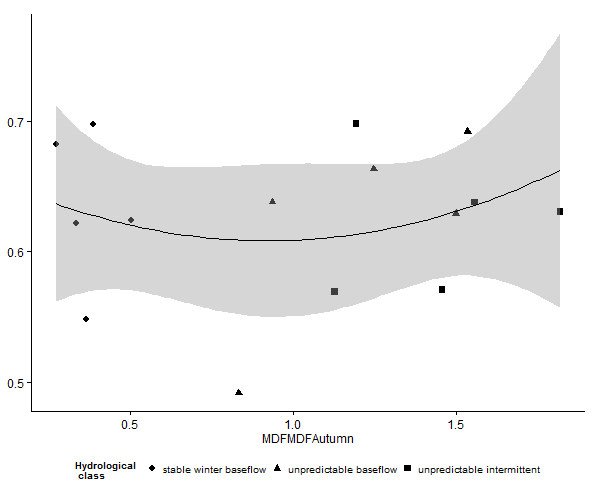 0.7
0.6
0.5
0.5 1.0 1.5
MDFMDFAutumn
Hydrological
class
stable winter baseflow unpredictable baseflow unpredictable intermittent